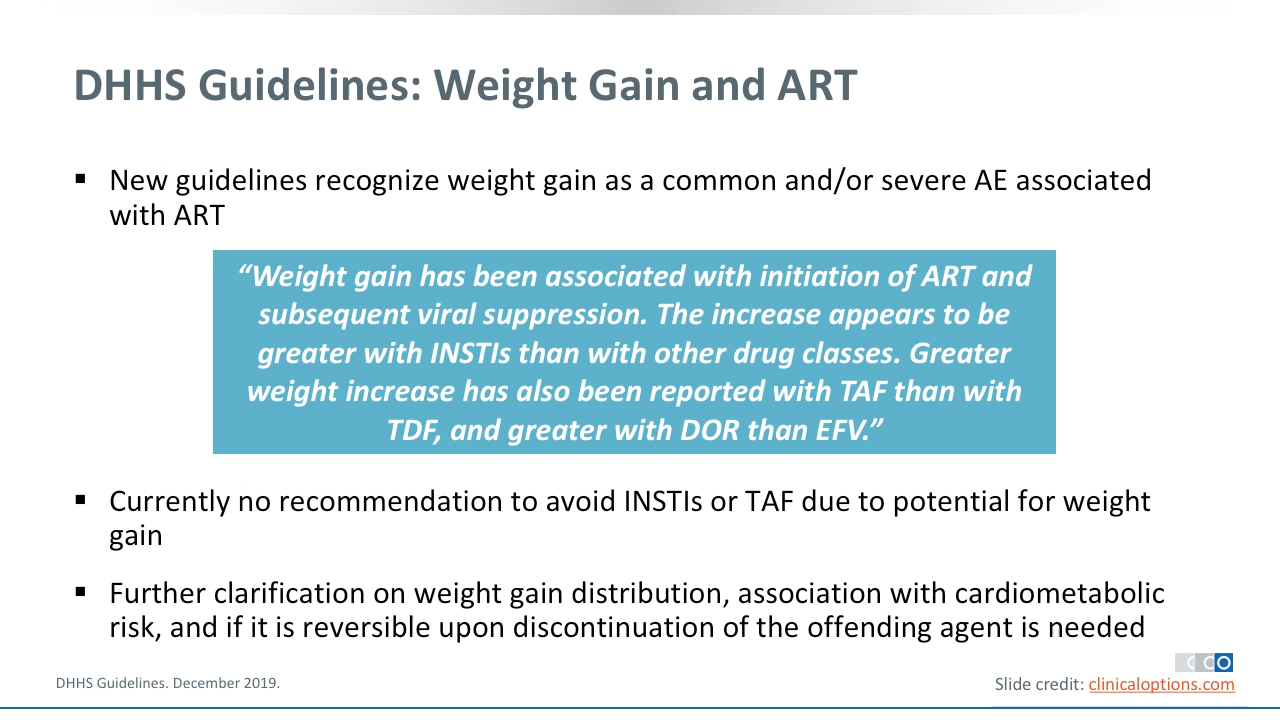 DHHS Guidelines: Weight Gain and ART
▪ New guidelines recognize weight gain as a common and/or severe AE associated
with ART
“Weight gain has been associated with initiation of ART and
subsequent viral suppression. The increase appears to be
greater with INSTIs than with other drug classes. Greater
weight increase has also been reported with TAF than with
TDF, and greater with DOR than EFV.”
▪ Currently no recommendation to avoid INSTIs or TAF due to potential for weight
gain
▪ Further clarification on weight gain distribution, association with cardiometabolic
risk, and if it is reversible upon discontinuation of the offending agent is needed
CCO
DHHS Guidelines. December 2019.
Slide credit: clinicaloptions.com